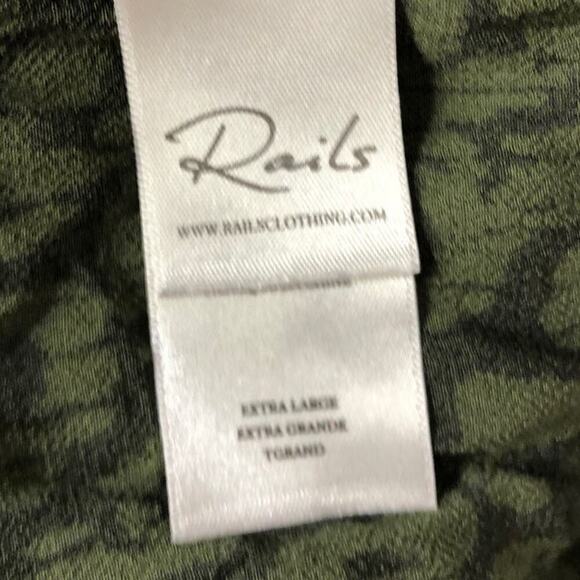 Rails
WWW.RAILSCLOTHING.COM
EXTRA LARGE
EXTRA GRANDE
TGRAND